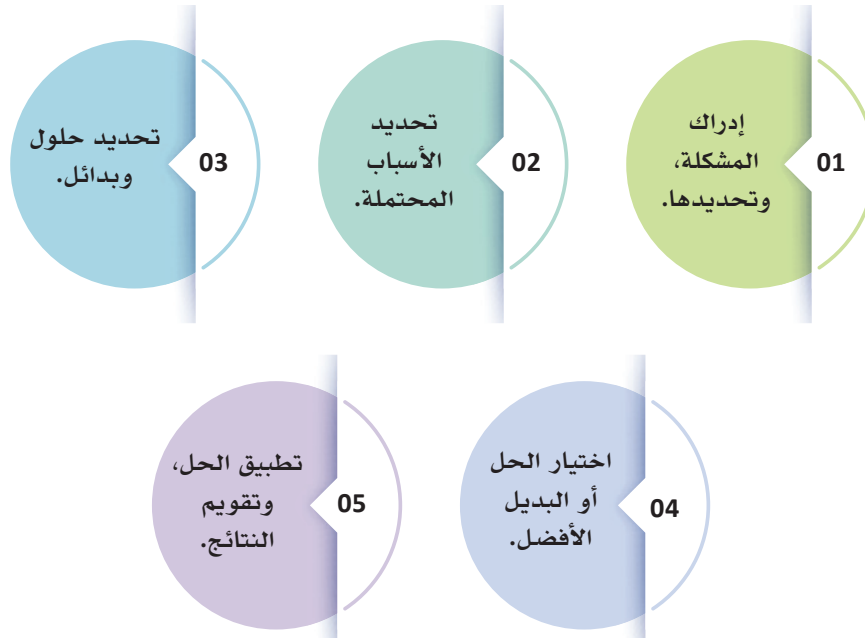 01
إدراك
المشكلة،
وتحديدها.
02
تحديد
الأسباب
المحتملة.
03
تحديد حلول
وبدائل.
04
اختيار الحل
أو البديل
الأفضل.
05
تطبيق الحل،
وتقويم
النتائج.